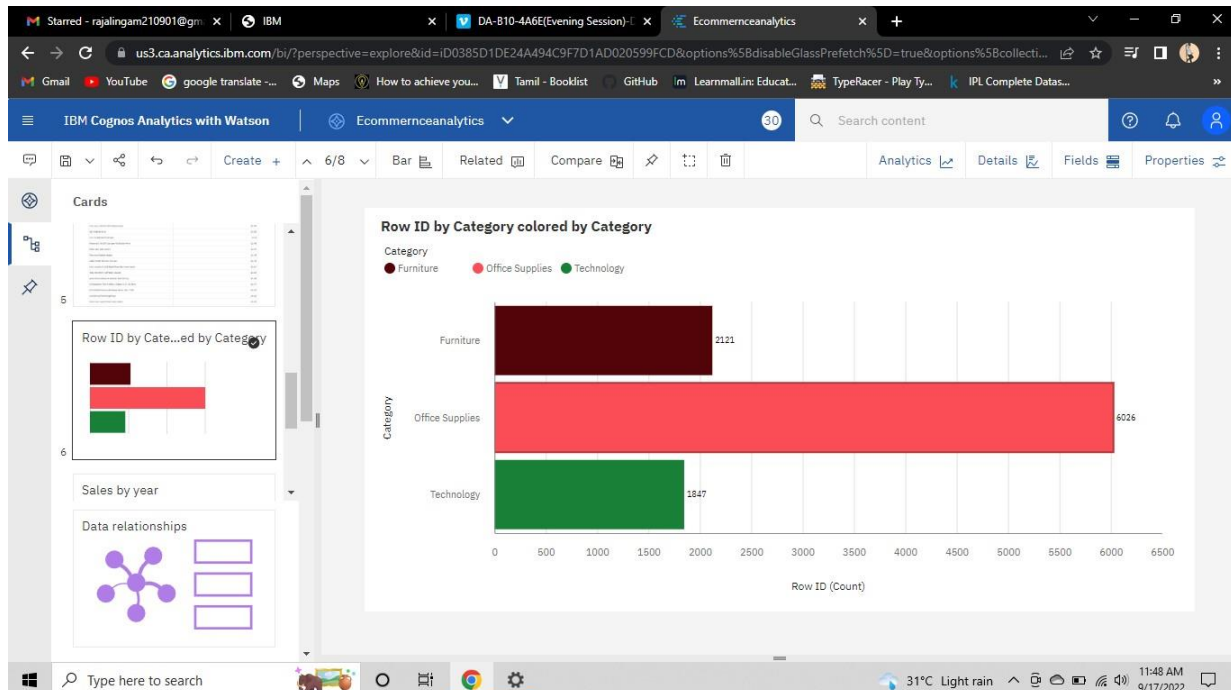 Starred - rajalingam210901@gm
IBM
DA-B10-4A6E(Evening Session)-
Ecommernceanalytics
us3.ca.analytics.ibm.com/bi/?perspective=explore&id=iD0385D1DE24A494C9F7D1AD020599FCD&options%5BdisableGlassPrefetch%5D=true&options%5Bcollecti...
Gmail YouTube google translate -... Maps How to achieve you... Tamil - Booklist GitHub Learnmall.in: Educat... TypeRacer - Play Ty... IPL Complete Datas... »
IBM Cognos Analytics with Watson
Ecommernceanalytics
30
Search content
Create + 6/8 Bar Related Compare Analytics Details Fields Properties
Cards
5
Row ID by Cate...ed by Category
6
Sales by year
Data relationships
Row ID by Category colored by Category
Category
Furniture Office Supplies Technology
Category
Furniture 2121
Office Supplies 6026
Technology 1847
0 500 1000 1500 2000 2500 3000 3500 4000 4500 5000 5500 6000 6500
Row ID (Count)
Type here to search
31°C Light rain
11:48 AM
9/17/2022